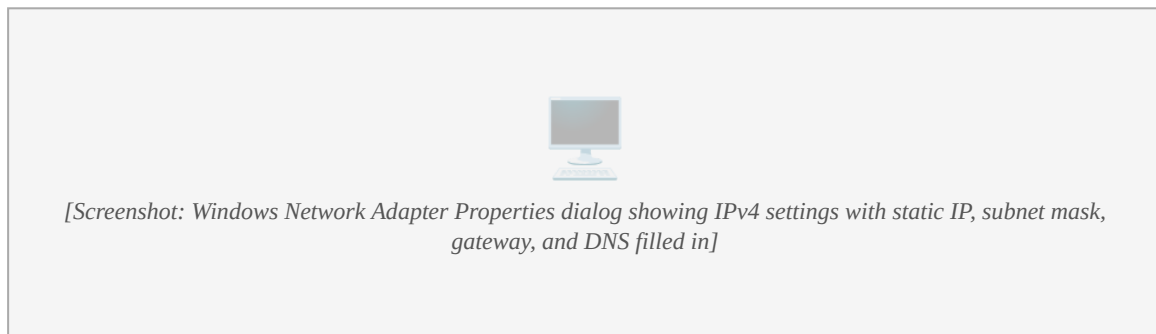 [Screenshot: Windows Network Adapter Properties dialog showing IPv4 settings with static IP, subnet mask,
gateway, and DNS filled in]